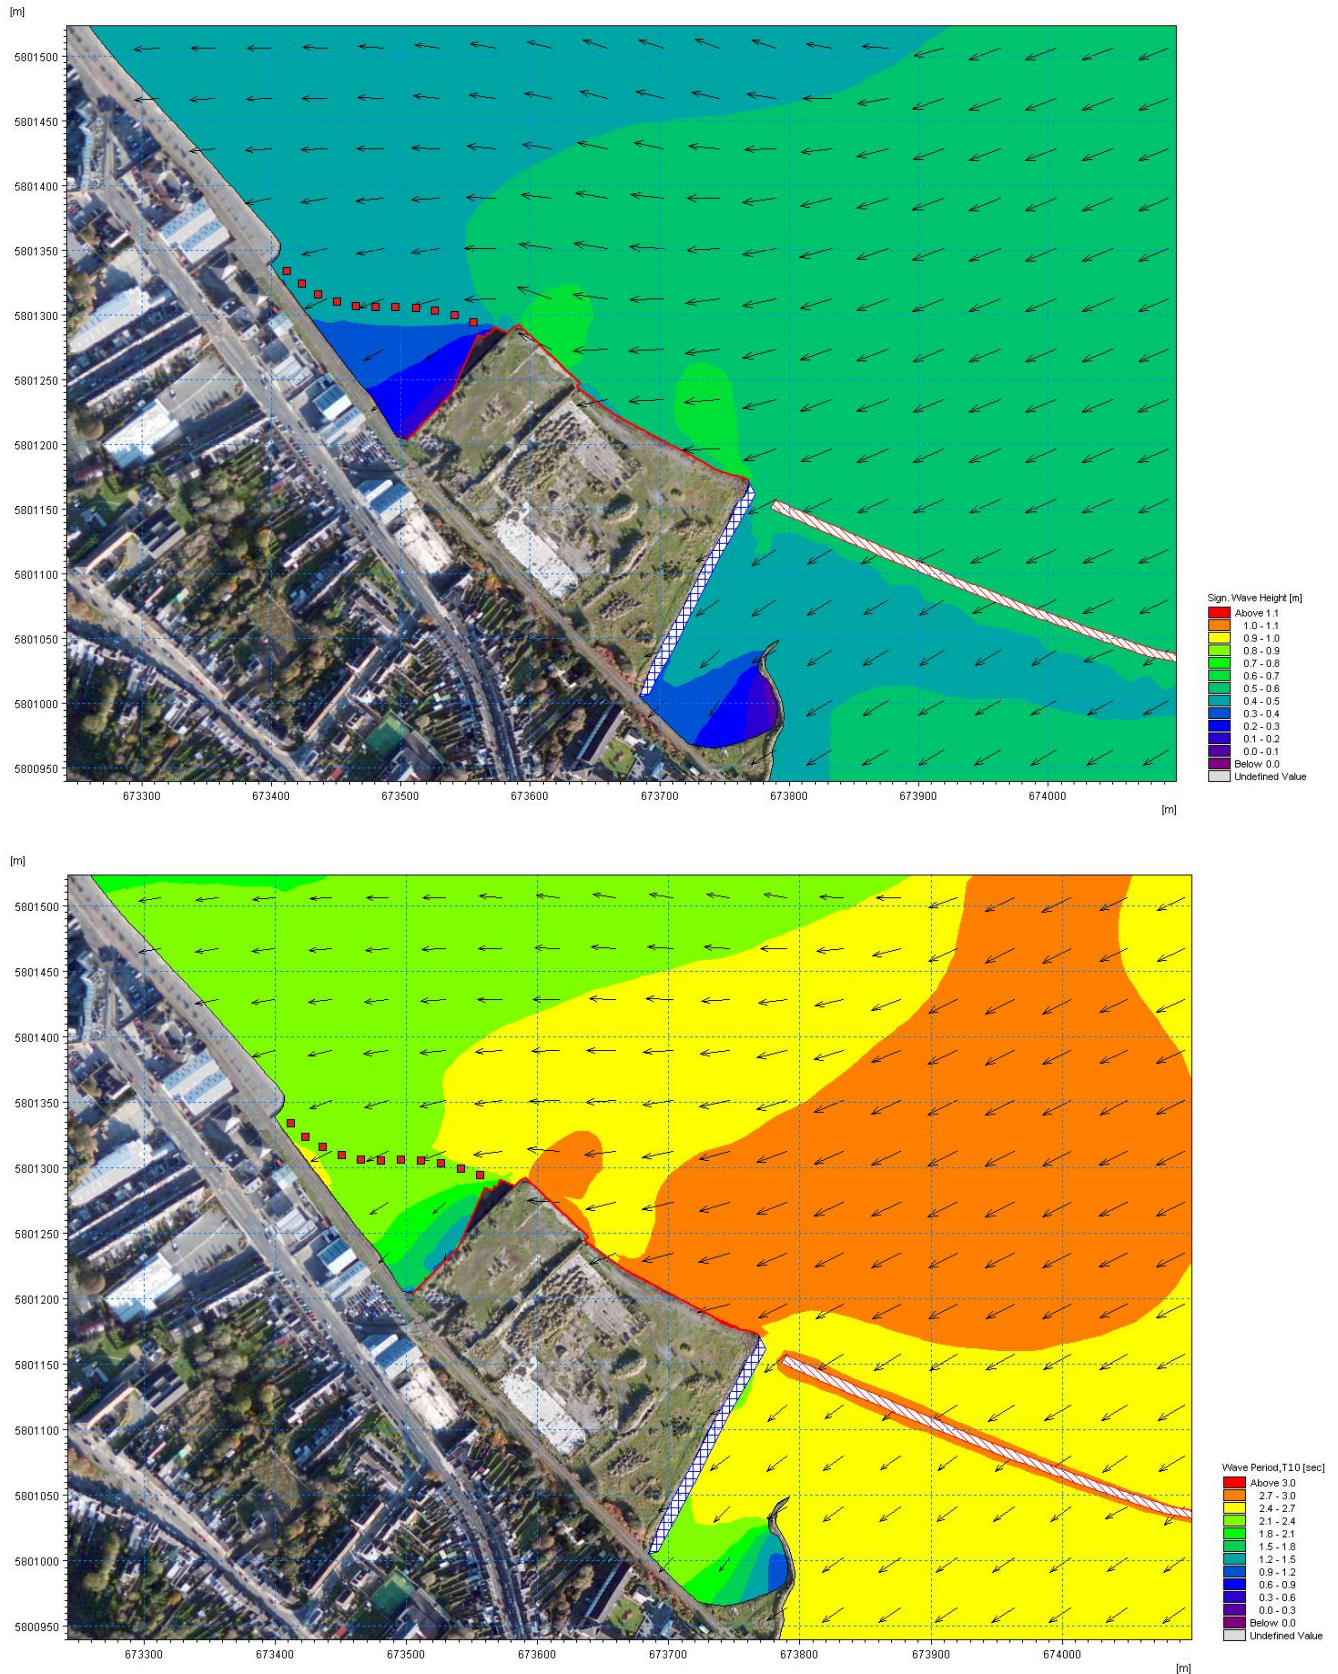 [m]
5801500
5801450
5801400
5801350
5801300
5801250
5801200
5801150
5801100
5801050
5801000
5800950
673300 673400 673500 673600 673700 673800 673900 674000
[m]
Sign. Wave Height [m]
Above 1.1
1.0 - 1.1
0.9 - 1.0
0.8 - 0.9
0.7 - 0.8
0.6 - 0.7
0.5 - 0.6
0.4 - 0.5
0.3 - 0.4
0.2 - 0.3
0.1 - 0.2
0.0 - 0.1
Below 0.0
Undefined Value
[m]
5801500
5801450
5801400
5801350
5801300
5801250
5801200
5801150
5801100
5801050
5801000
5800950
673300 673400 673500 673600 673700 673800 673900 674000
[m]
Wave Period,T10 [sec]
Above 3.0
2.7 - 3.0
2.4 - 2.7
2.1 - 2.4
1.8 - 2.1
1.5 - 1.8
1.2 - 1.5
0.9 - 1.2
0.6 - 0.9
0.3 - 0.6
0.0 - 0.3
Below 0.0
Undefined Value